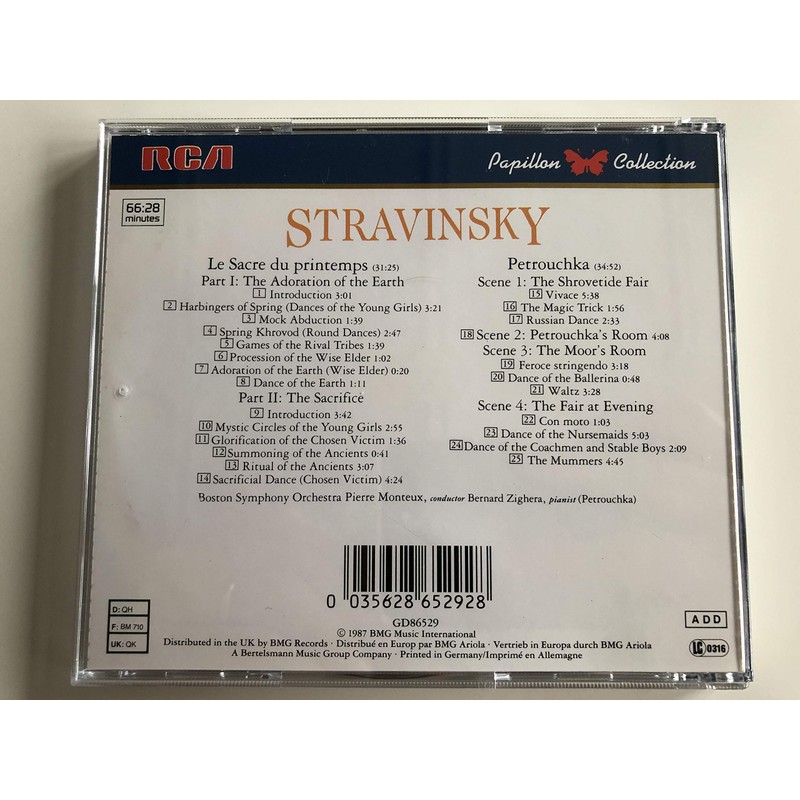 RCA
Papillon Collection
66:28
minutes
STRAVINSKY
Le Sacre du printemps (31:25)
Part I: The Adoration of the Earth
1 Introduction 3:01
2 Harbingers of Spring (Dances of the Young Girls) 3:21
3 Mock Abduction 1:39
4 Spring Khrovod (Round Dances) 2:47
5 Games of the Rival Tribes 1:39
6 Procession of the Wise Elder 1:02
7 Adoration of the Earth (Wise Elder) 0:20
8 Dance of the Earth 1:11
Part II: The Sacrifice
9 Introduction 3:42
10 Mystic Circles of the Young Girls 2:55
11 Glorification of the Chosen Victim 1:36
12 Summoning of the Ancients 0:41
13 Ritual of the Ancients 3:07
14 Sacrificial Dance (Chosen Victim) 4:24
Petrouchka (34:52)
Scene 1: The Shrovetide Fair
15 Vivace 5:38
16 The Magic Trick 1:56
17 Russian Dance 2:33
18 Scene 2: Petrouchka's Room 4:08
Scene 3: The Moor's Room
19 Feroce stringendo 3:18
20 Dance of the Ballerina 0:48
21 Waltz 3:28
Scene 4: The Fair at Evening
22 Con moto 1:03
23 Dance of the Nursemaids 5:03
24 Dance of the Coachmen and Stable Boys 2:09
25 The Mummers 4:45
Boston Symphony Orchestra Pierre Monteux, conductor Bernard Zighera, pianist (Petrouchka)
0 035628 652928
D: QH
F: BM 710
UK: QK
GD86529
© 1987 BMG Music International
Distributed in the UK by BMG Records · Distribué en Europe par BMG Ariola · Vertrieb in Europa durch BMG Ariola
A Bertelsmann Music Group Company · Printed in Germany/Imprimé en Allemagne
ADD
LC 0316